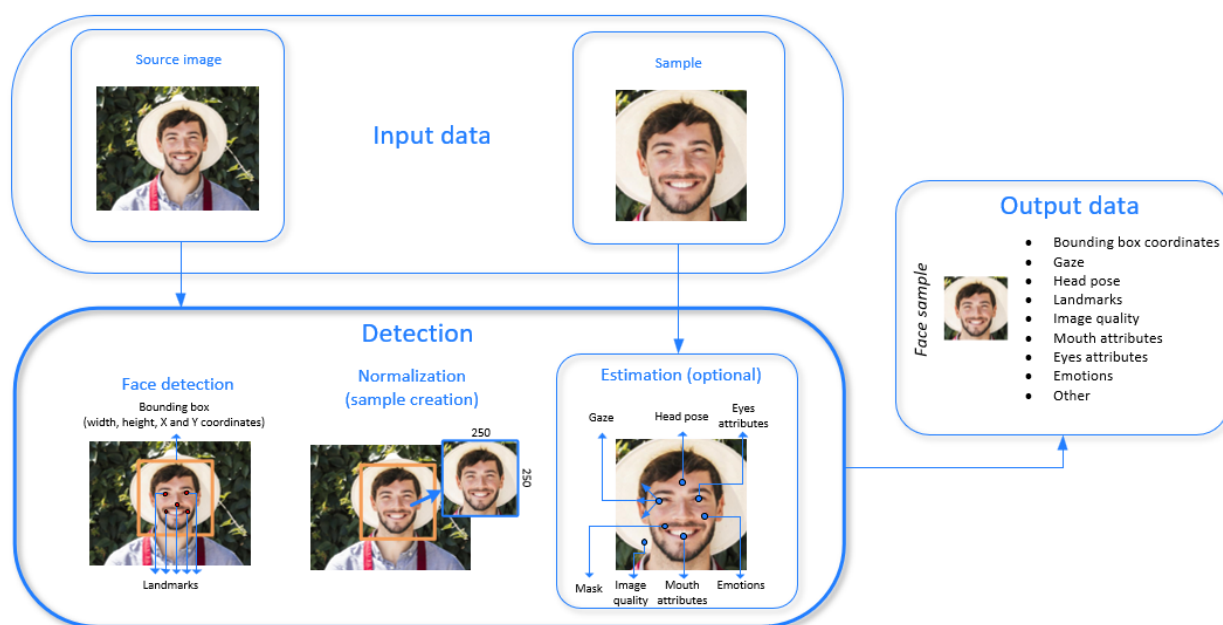 Source image
Sample
Input data
Output data
Face sample
• Bounding box coordinates
• Gaze
• Head pose
• Landmarks
• Image quality
• Mouth attributes
• Eyes attributes
• Emotions
• Other
Detection
Face detection
Bounding box
(width, height, X and Y coordinates)
Landmarks
Normalization
(sample creation)
250
250
Estimation (optional)
Gaze
Head pose
Eyes
attributes
Mask
Image
quality
Mouth
attributes
Emotions